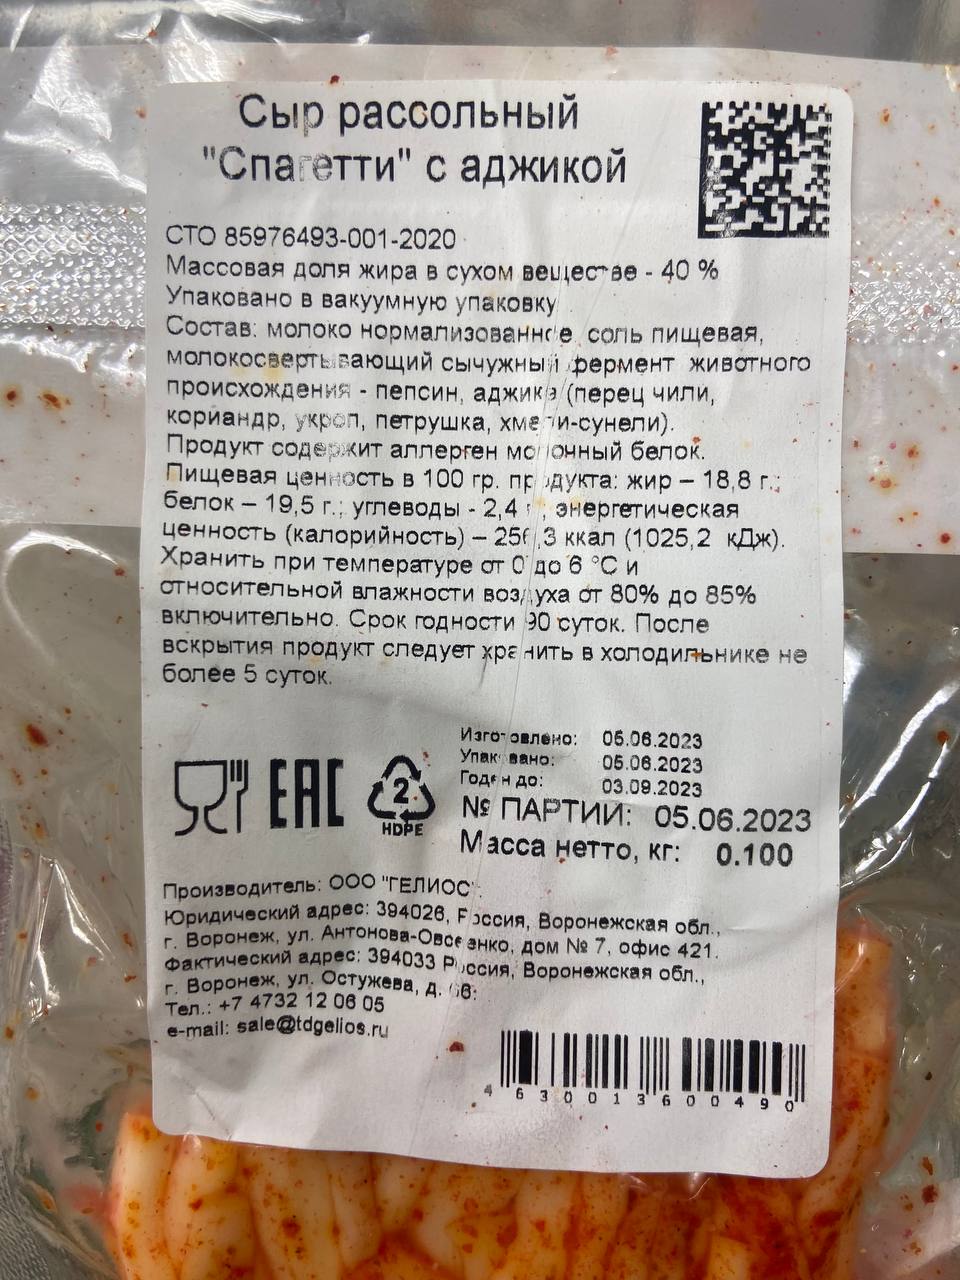 Сыр рассольный
"Спагетти" с аджикой
СТО 85976493-001-2020
Массовая доля жира в сухом веществе - 40 %
Упаковано в вакуумную упаковку
Состав: молоко нормализованное, соль пищевая,
молокосвертывающий сычужный фермент животного
происхождения - пепсин, аджика (перец чили,
кориандр, укроп, петрушка, хмели-сунели).
Продукт содержит аллерген молочный белок.
Пищевая ценность в 100 гр. продукта: жир – 18,8 г.;
белок – 19,5 г.; углеводы - 2,4 ; энергетическая
ценность (калорийность) – ккал (1025,2 кДж).
Хранить при температуре от 0 до 6 °С и
относительной влажности воздуха от 80% до 85%
включительно. Срок годности 90 суток. После
вскрытия продукт следует хранить в холодильнике не
более 5 суток.
Изготовлено: 05.06.2023
Упаковано: 05.06.2023
Годен до: 03.09.2023
№ ПАРТИИ: 05.06.2023
Масса нетто, кг: 0.100
EAC
2
HDPE
Производитель: ООО "ГЕЛИОС".
Юридический адрес: 394026, Россия, Воронежская обл.,
г. Воронеж, ул. Антонова-Овсеенко, дом № 7, офис 421.
Фактический адрес: 394033 Россия, Воронежская обл.,
г. Воронеж, ул. Остужева, д.
Тел.: +7 4732 12 06 05
e-mail: sale@tdgelios.ru
4630013600490